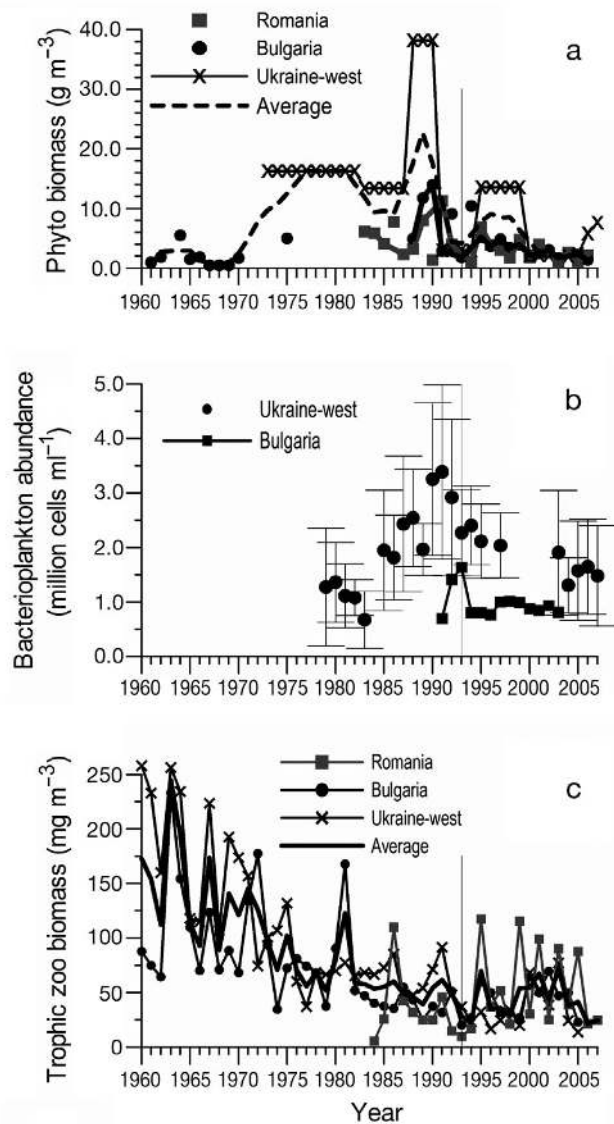 Romania
Bulgaria
Ukraine-west
Average
a
Phyto biomass (g m⁻³)
40.0
30.0
20.0
10.0
0.0
1960 1965 1970 1975 1980 1985 1990 1995 2000 2005
Ukraine-west
Bulgaria
b
Bacterioplankton abundance
(million cells ml⁻¹)
5.0
4.0
3.0
2.0
1.0
0.0
1960 1965 1970 1975 1980 1985 1990 1995 2000 2005
Romania
Bulgaria
Ukraine-west
Average
c
Trophic zoo biomass (mg m⁻³)
250
200
150
100
50
0
1960 1965 1970 1975 1980 1985 1990 1995 2000 2005
Year